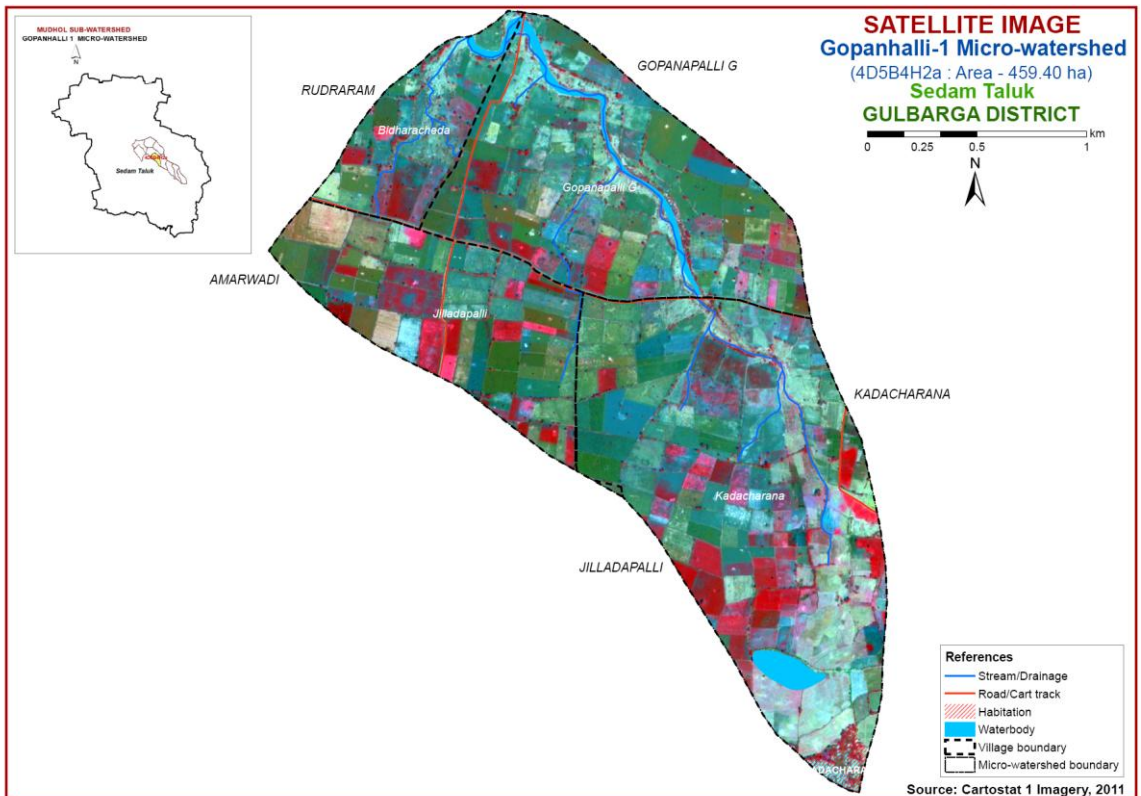 MUDHOL SUB-WATERSHED
GOPANHALLI 1 MICRO-WATERSHED
N
Sedam Taluk
SATELLITE IMAGE
Gopanhalli-1 Micro-watershed
(4D5B4H2a : Area - 459.40 ha)
Sedam Taluk
GULBARGA DISTRICT
km
0 0.25 0.5 1
N
GOPANAPALLI G
RUDRARAM
Bidharacheda
Gopanapalli G
AMARWADI
Jilladapalli
KADACHARANA
Kadacharana
JILLADAPALLI
References
Stream/Drainage
Road/Cart track
Habitation
Waterbody
Village boundary
Micro-watershed boundary
Source: Cartostat 1 Imagery, 2011